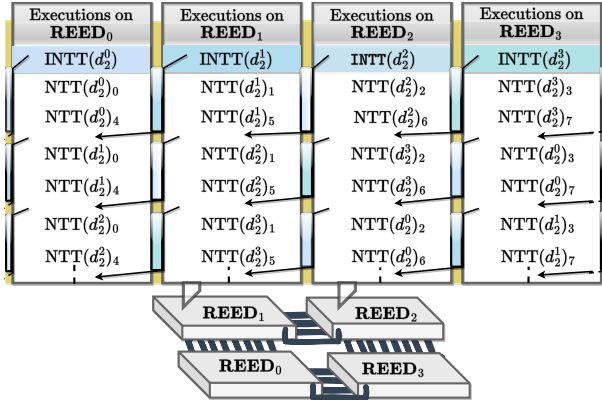 Executions on REED₀
INTT(d₂⁰)
NTT(d₂⁰)₀
NTT(d₂⁰)₄
NTT(d₂¹)₀
NTT(d₂¹)₄
NTT(d₂²)₀
NTT(d₂²)₄
Executions on REED₁
INTT(d₂¹)
NTT(d₂¹)₁
NTT(d₂¹)₅
NTT(d₂²)₁
NTT(d₂²)₅
NTT(d₂³)₁
NTT(d₂³)₅
Executions on REED₂
INTT(d₂²)
NTT(d₂²)₂
NTT(d₂²)₆
NTT(d₂³)₂
NTT(d₂³)₆
NTT(d₂⁰)₂
NTT(d₂⁰)₆
Executions on REED₃
INTT(d₂³)
NTT(d₂³)₃
NTT(d₂³)₇
NTT(d₂⁰)₃
NTT(d₂⁰)₇
NTT(d₂¹)₃
NTT(d₂¹)₇
REED₁
REED₂
REED₀
REED₃